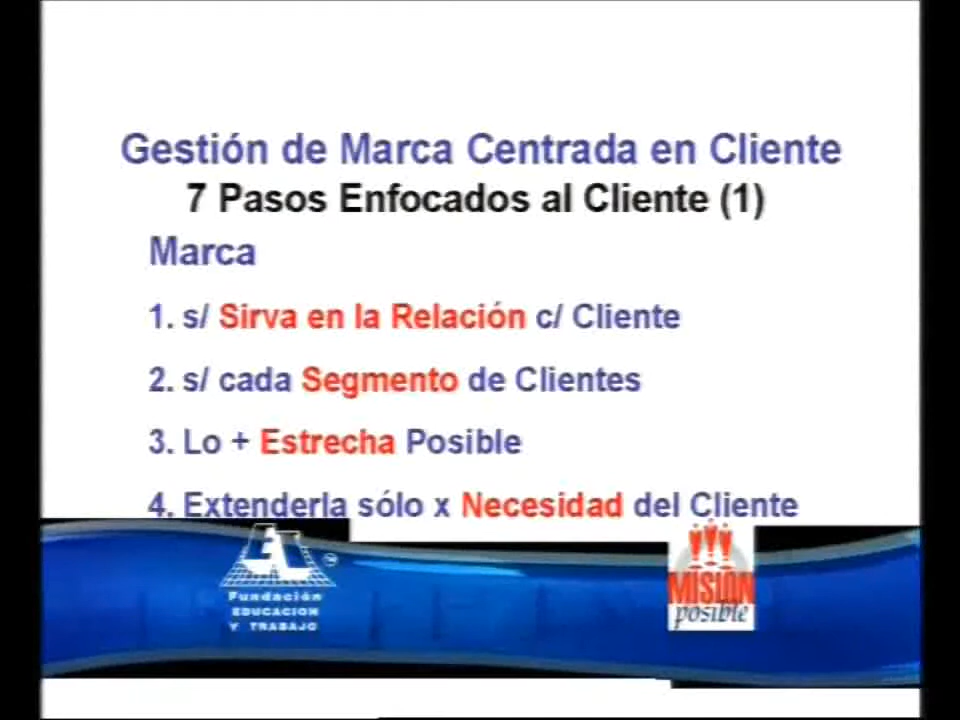 Gestión de Marca Centrada en Cliente
7 Pasos Enfocados al Cliente (1)
Marca
1. s/ Sirva en la Relación c/ Cliente
2. s/ cada Segmento de Clientes
3. Lo + Estrecha Posible
4. Extenderla sólo x Necesidad del Cliente
Fundación
EDUCACION
Y TRABAJO
MISION
posible